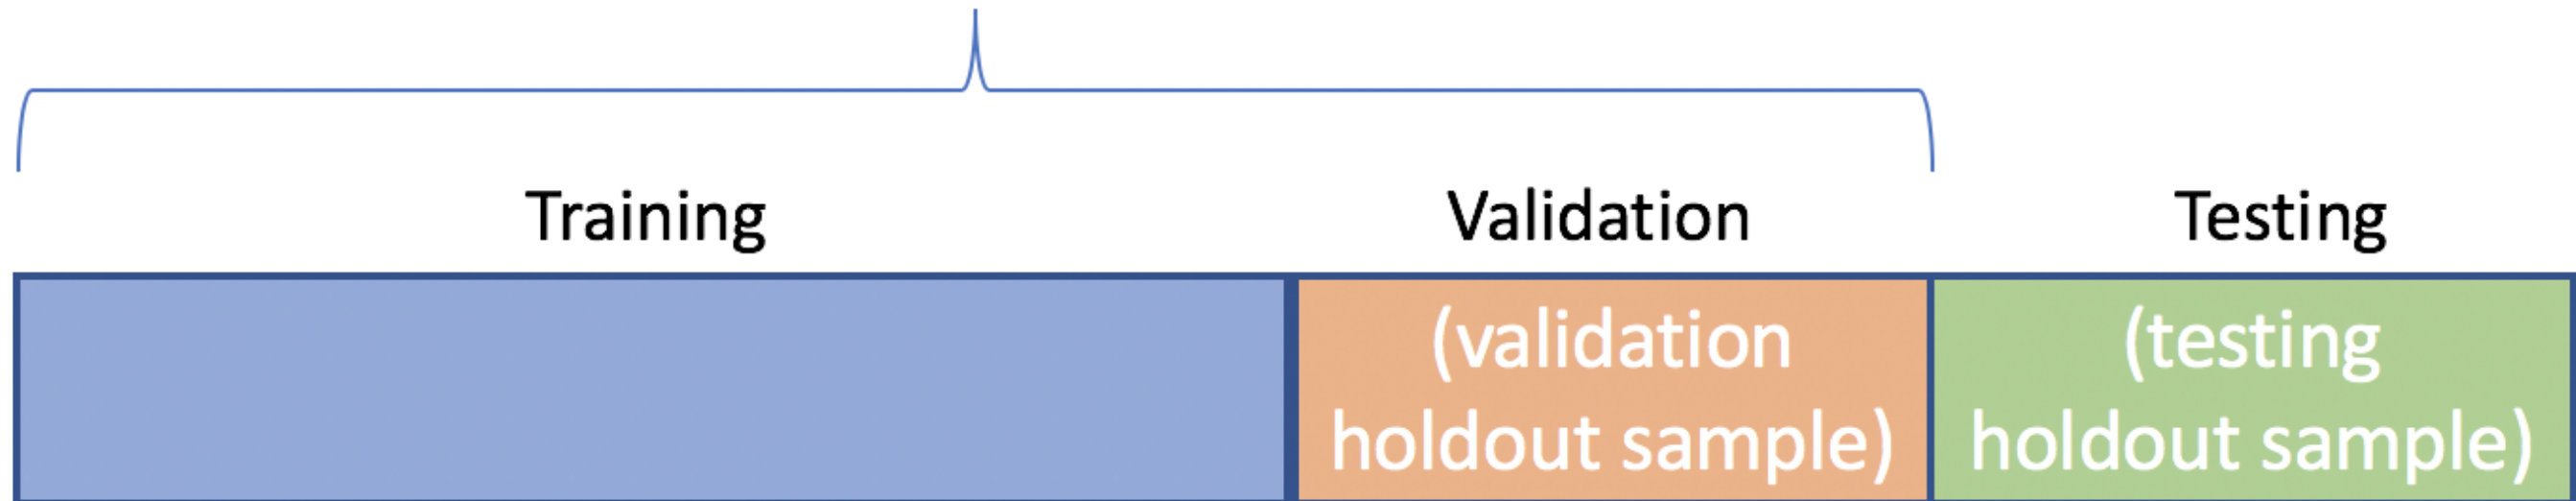 Training Validation Testing
(validation
holdout sample)
(testing
holdout sample)